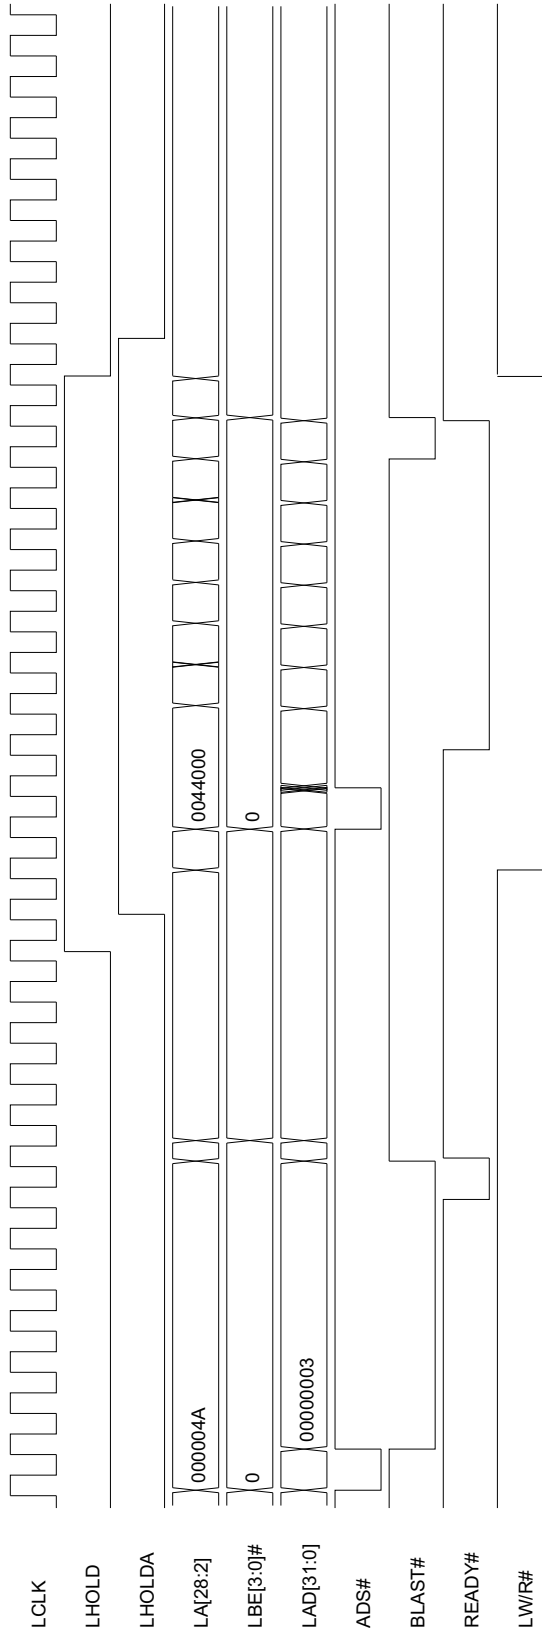 LCLK
LHOLD
LHOLDA
LA[28:2] 000004A 0044000
LBE[3:0]# 0 0
LAD[31:0] 00000003
ADS#
BLAST#
READY#
LW/R#